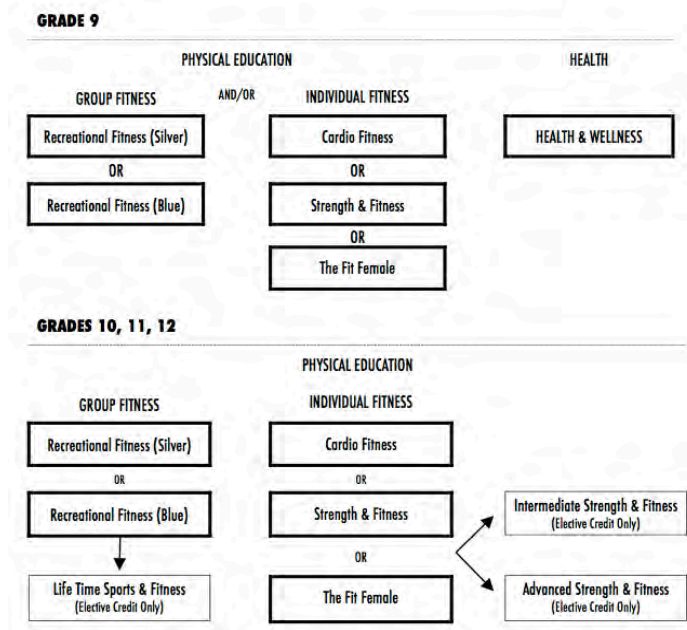 GRADE 9
PHYSICAL EDUCATION
HEALTH
GROUP FITNESS
AND/OR
INDIVIDUAL FITNESS
Recreational Fitness (Silver)
Cardio Fitness
HEALTH & WELLNESS
OR
OR
Recreational Fitness (Blue)
Strength & Fitness
OR
The Fit Female
GRADES 10, 11, 12
PHYSICAL EDUCATION
GROUP FITNESS
INDIVIDUAL FITNESS
Recreational Fitness (Silver)
Cardio Fitness
OR
OR
Recreational Fitness (Blue)
Strength & Fitness
Intermediate Strength & Fitness
(Elective Credit Only)
OR
Life Time Sports & Fitness
(Elective Credit Only)
The Fit Female
Advanced Strength & Fitness
(Elective Credit Only)